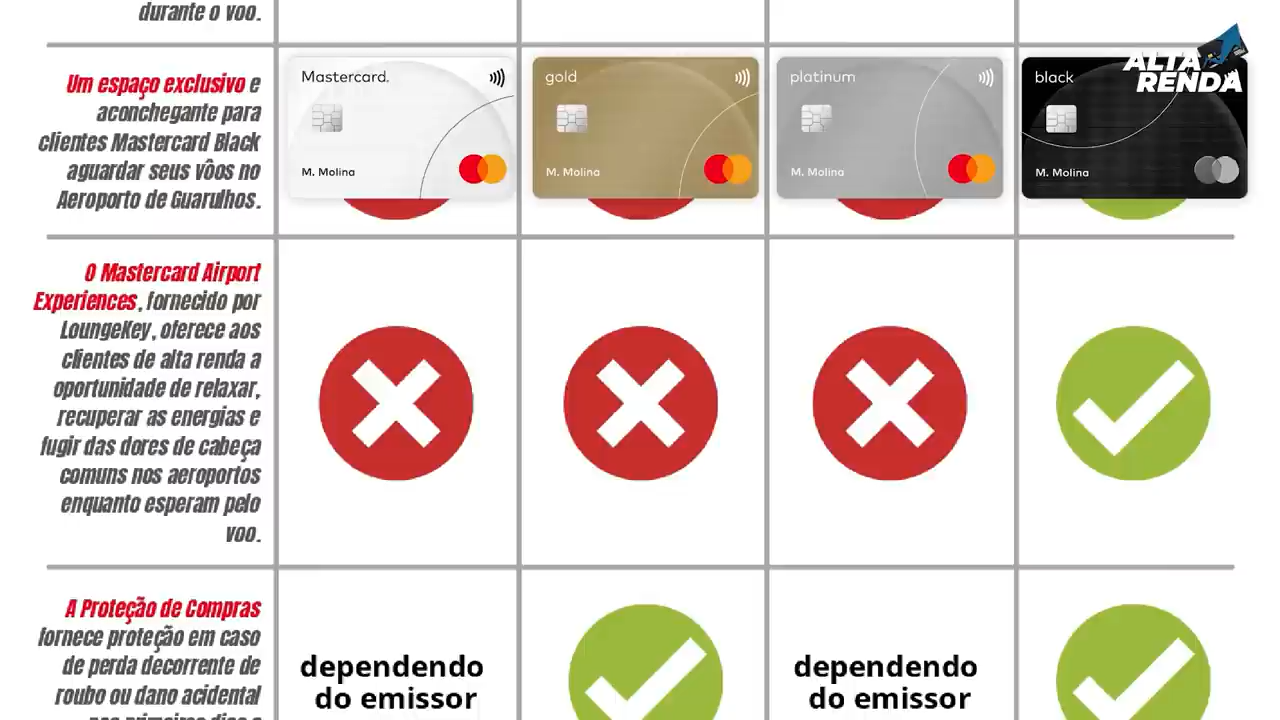 durante o voo.
Um espaço exclusivo e
aconchegante para
clientes Mastercard Black
aguardar seus vôos no
Aeroporto de Guarulhos.
Mastercard.
M. Molina
gold
M. Molina
platinum
M. Molina
black
M. Molina
ALTA
RENDA
O Mastercard Airport
Experiences, fornecido por
LoungeKey, oferece aos
clientes de alta renda a
oportunidade de relaxar,
recuperar as energias e
fugir das dores de cabeça
comuns nos aeroportos
enquanto esperam pelo
voo.
A Proteção de Compras
fornece proteção em caso
de perda decorrente de
roubo ou dano acidental
dependendo
do emissor
dependendo
do emissor